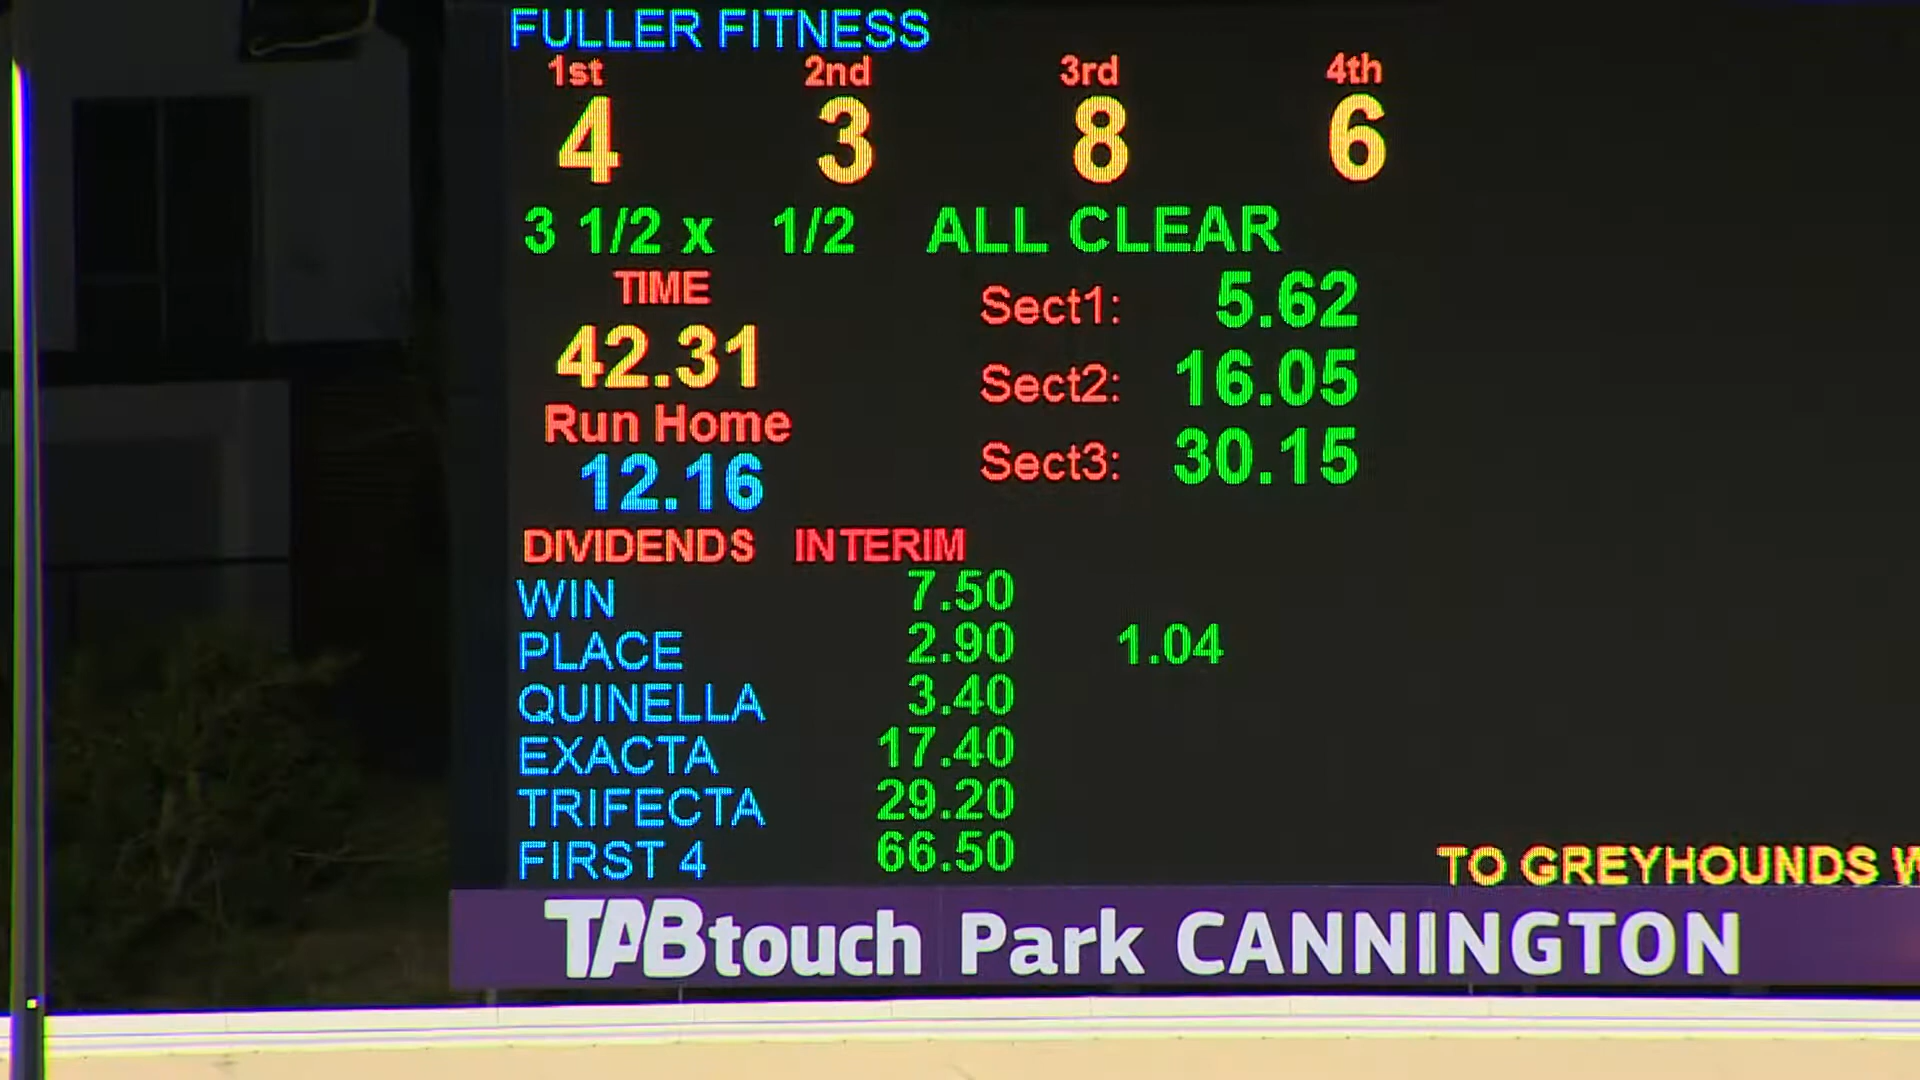 FULLER FITNESS
1st 2nd 3rd 4th
4 3 8 6
3 1/2 x 1/2 ALL CLEAR
TIME
42.31
Run Home
12.16
Sect1: 5.62
Sect2: 16.05
Sect3: 30.15
DIVIDENDS INTERIM
WIN 7.50
PLACE 2.90 1.04
QUINELLA 3.40
EXACTA 17.40
TRIFECTA 29.20
FIRST 4 66.50
TO GREYHOUNDS W
TABtouch Park CANNINGTON